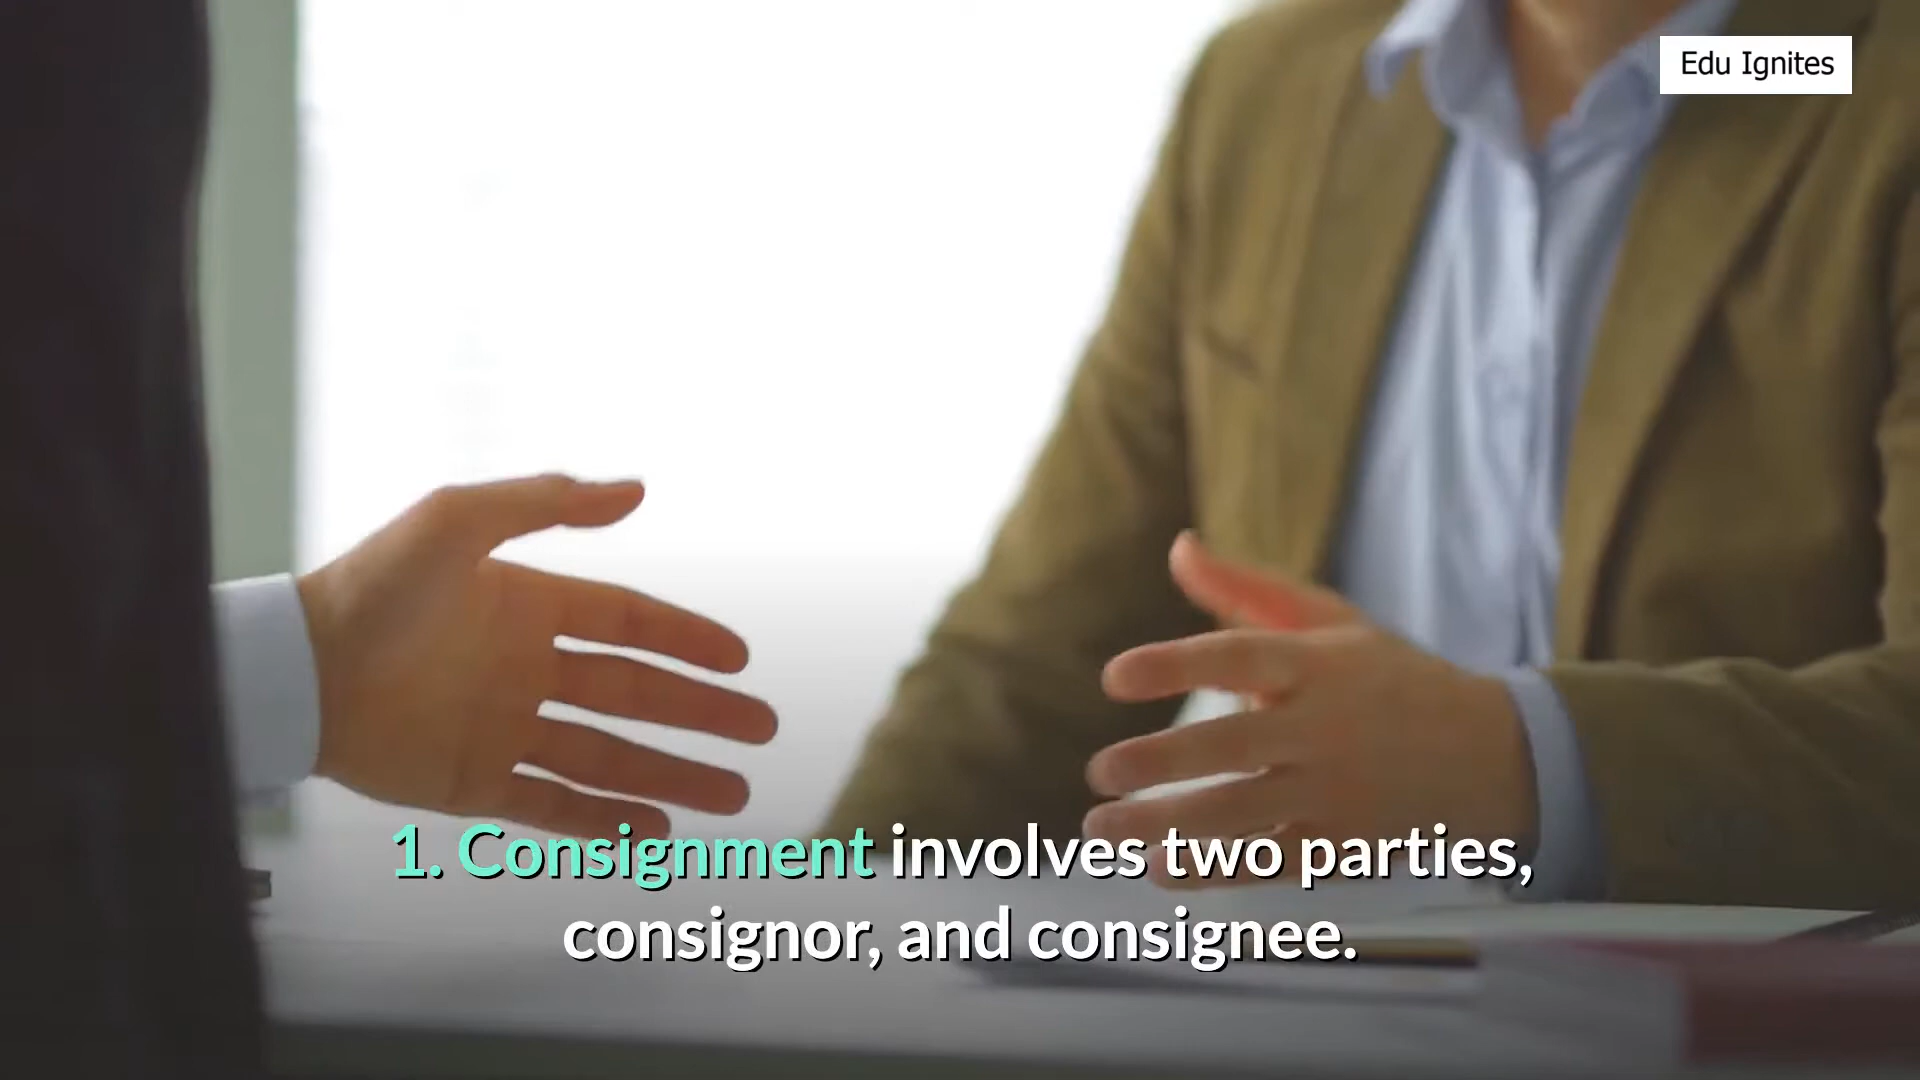 Edu Ignites
1. Consignment involves two parties,
consignor, and consignee.